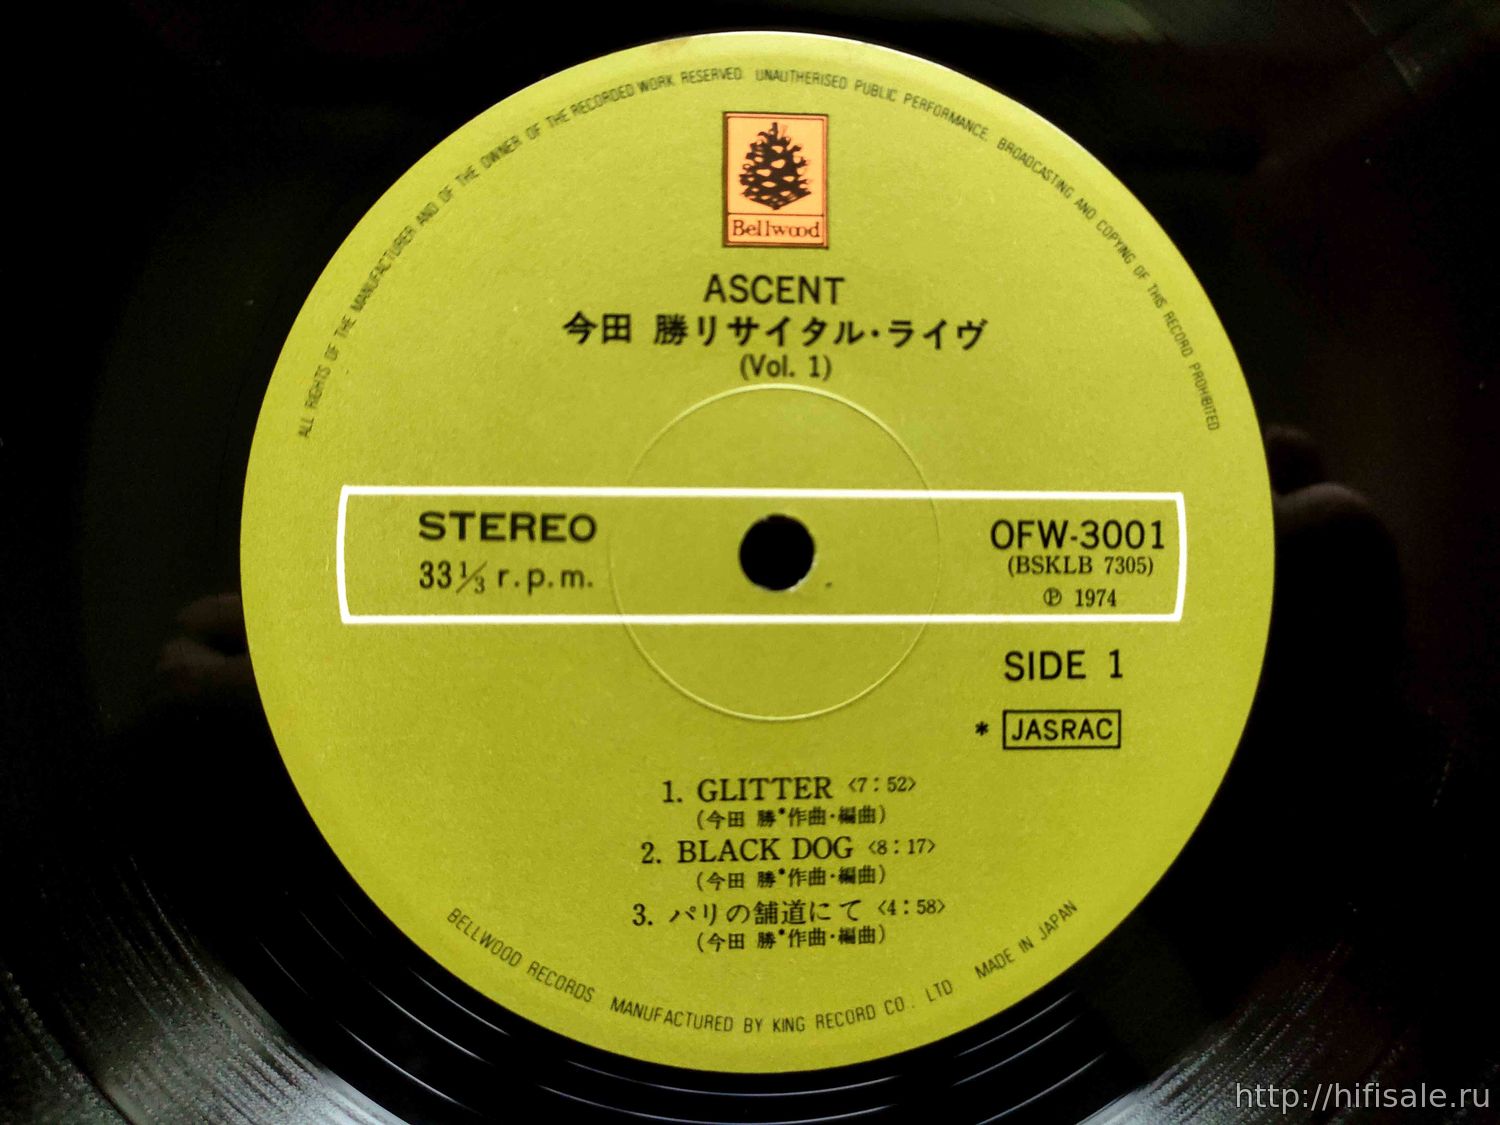 ALL RIGHTS OF THE MANUFACTURER AND OF THE OWNER OF THE RECORDED WORK RESERVED. UNAUTHORISED PUBLIC PERFORMANCE. BROADCASTING AND COPYING OF THIS RECORD PROHIBITED
Bellwood
ASCENT
今田 勝リサイタル・ライヴ
(Vol. 1)
STEREO
33⅓ r.p.m.
OFW-3001
(BSKLB 7305)
Ⓟ 1974
SIDE 1
* JASRAC
1. GLITTER 〈7:52〉
(今田 勝*作曲・編曲)
2. BLACK DOG 〈8:17〉
(今田 勝*作曲・編曲)
3. パリの舗道にて 〈4:58〉
(今田 勝*作曲・編曲)
BELLWOOD RECORDS MANUFACTURED BY KING RECORD CO., LTD MADE IN JAPAN
http://hifisale.ru